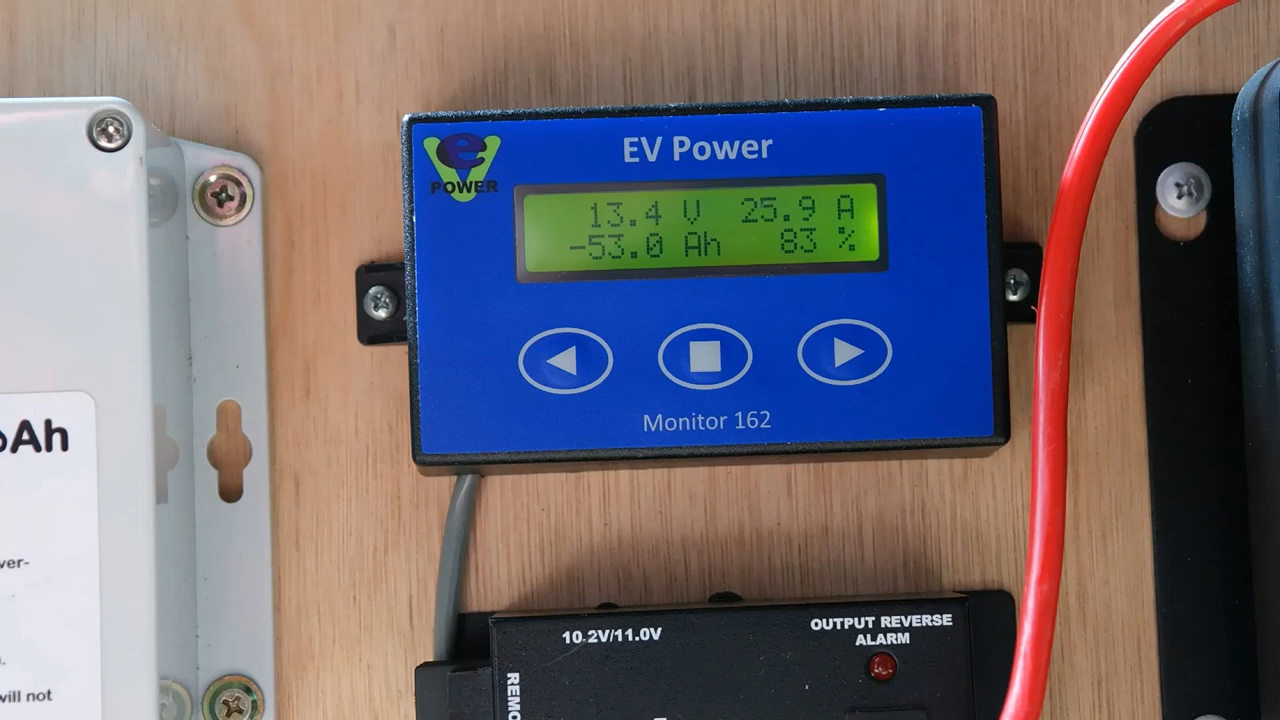 EV Power
e
POWER
13.4 V 25.9 A
-53.0 Ah 83 %
Monitor 162
Ah
ver-
will not
10.2V/11.0V
OUTPUT REVERSE
ALARM